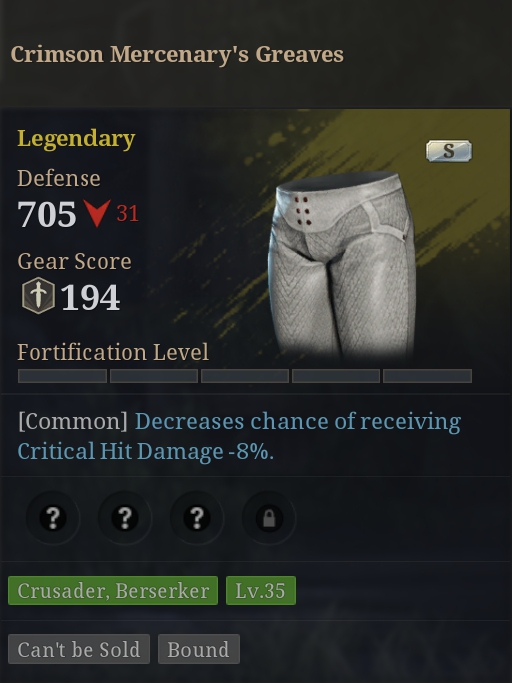 Crimson Mercenary's Greaves
Legendary
S
Defense
705 31
Gear Score
194
Fortification Level
[Common] Decreases chance of receiving
Critical Hit Damage -8%.
? ? ?
Crusader, Berserker Lv.35
Can't be Sold Bound